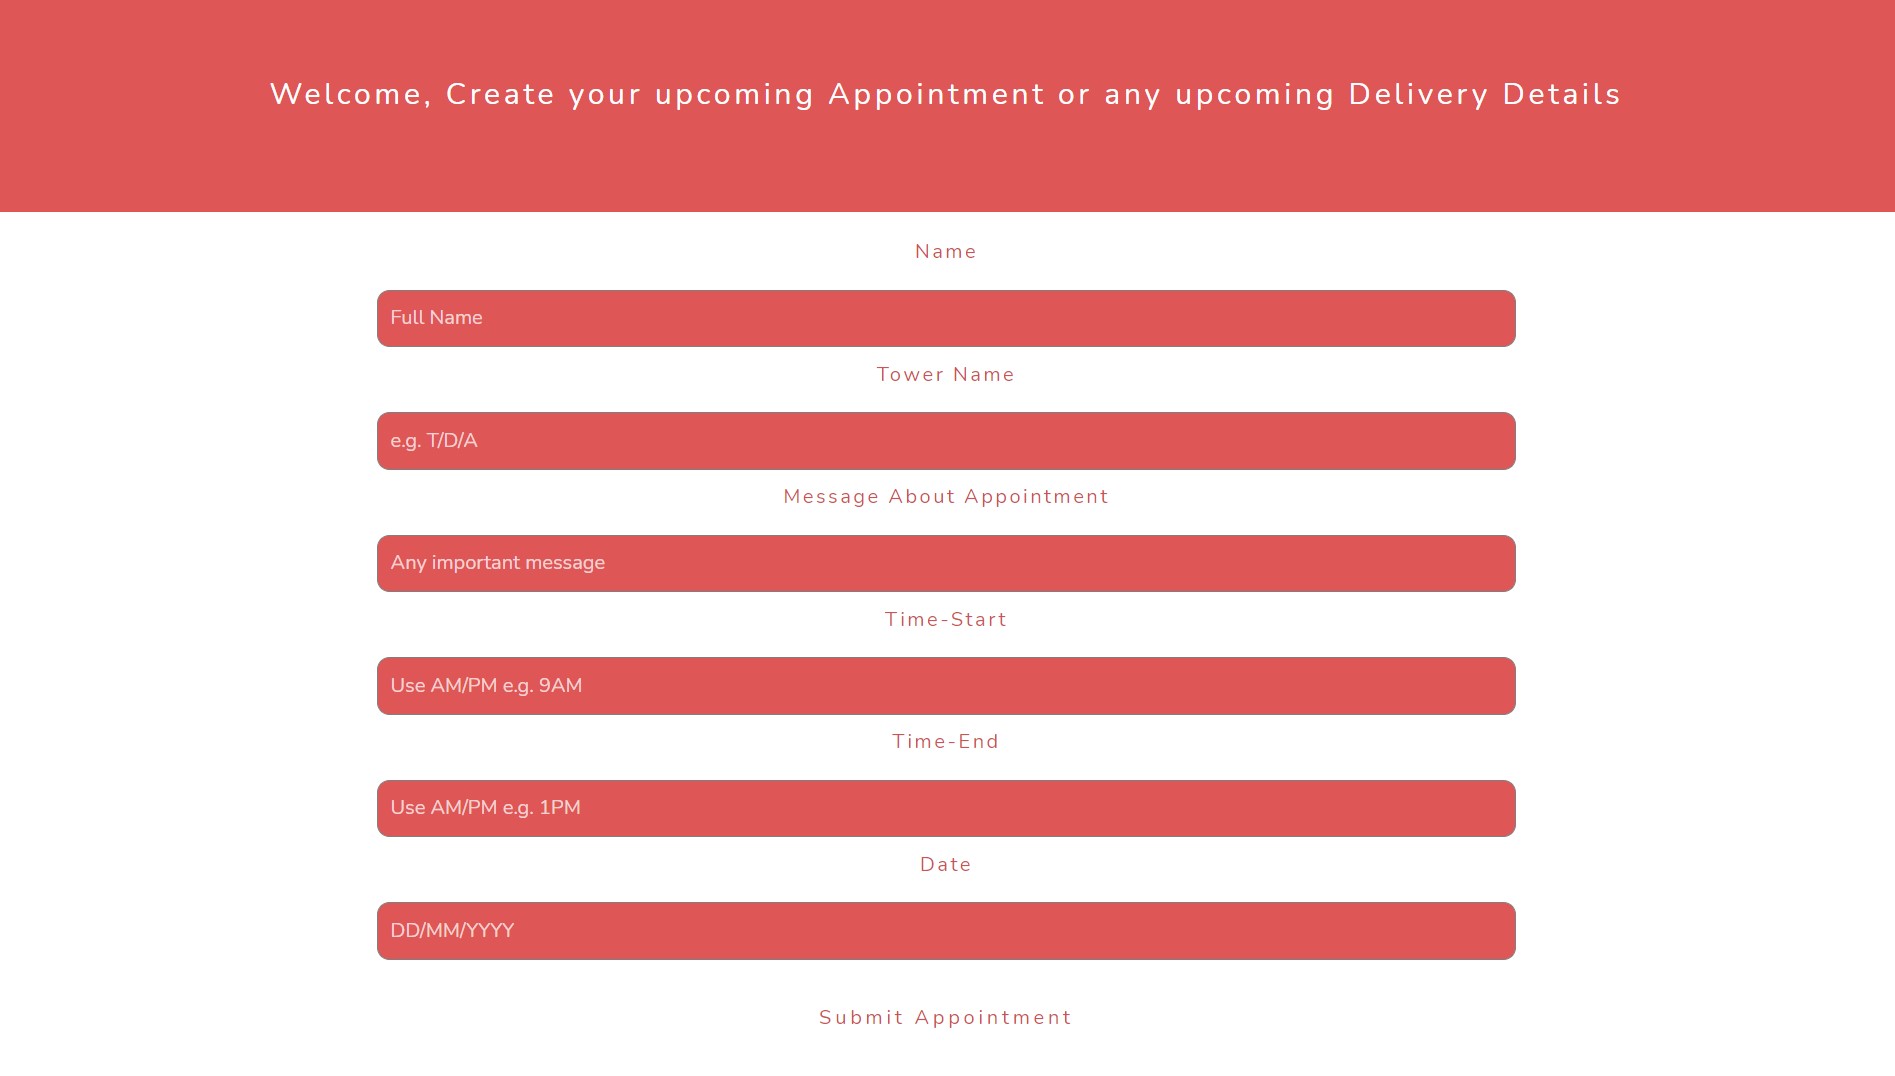 Welcome, Create your upcoming Appointment or any upcoming Delivery Details
Name
Full Name
Tower Name
e.g. T/D/A
Message About Appointment
Any important message
Time-Start
Use AM/PM e.g. 9AM
Time-End
Use AM/PM e.g. 1PM
Date
DD/MM/YYYY
Submit Appointment